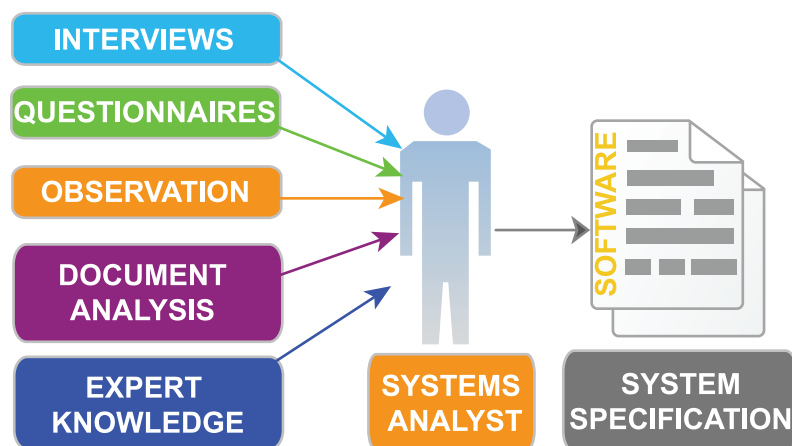 INTERVIEWS
QUESTIONNAIRES
OBSERVATION
DOCUMENT
ANALYSIS
EXPERT
KNOWLEDGE
SYSTEMS
ANALYST
SOFTWARE
SYSTEM
SPECIFICATION